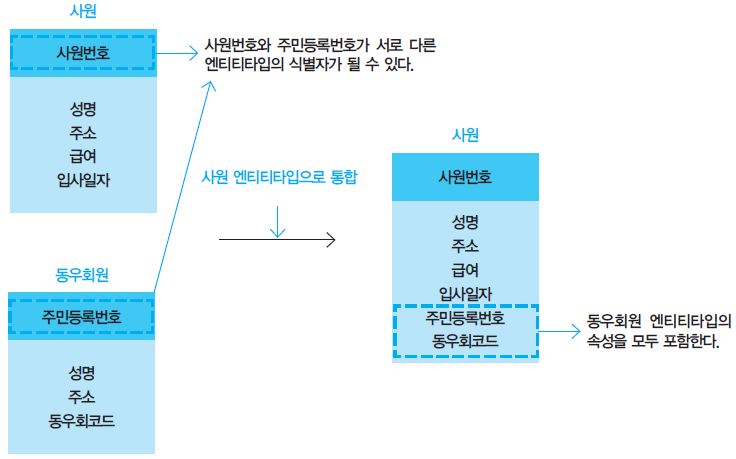 사원
사원번호
성명
주소
급여
입사일자
사원번호와 주민등록번호가 서로 다른
엔티티타입의 식별자가 될 수 있다.
동우회원
주민등록번호
성명
주소
동우회코드
사원 엔티티타입으로 통합
사원
사원번호
성명
주소
급여
입사일자
주민등록번호
동우회코드
동우회원 엔티티타입의
속성을 모두 포함한다.